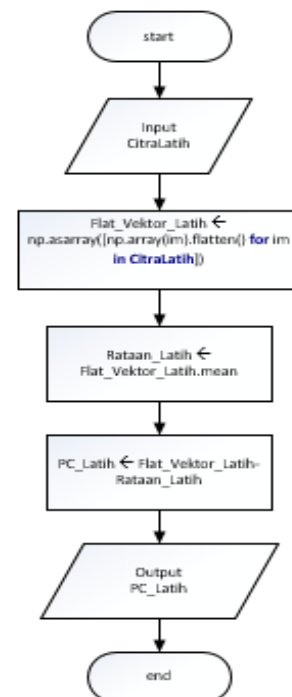 start
Input
CitraLatih
Flat_Vektor_Latih ←
np.asarray([np.array(im).flatten() for im
in CitraLatih])
Rataan_Latih ←
Flat_Vektor_Latih.mean
PC_Latih ← Flat_Vektor_Latih-
Rataan_Latih
Output
PC_Latih
end